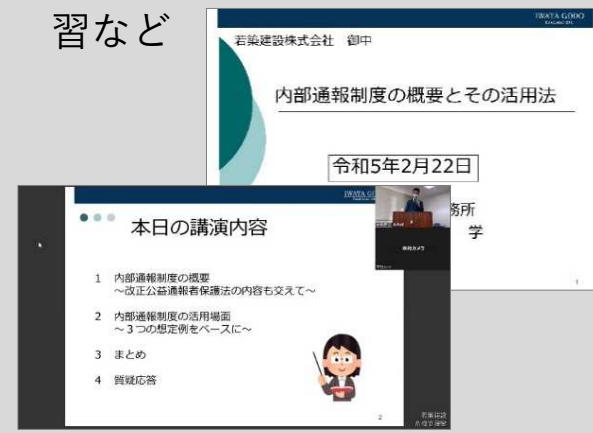 習など
IWATA GODO
若築建設株式会社 御中
内部通報制度の概要とその活用法
令和5年2月22日
務所
学
1
本日の講演内容
1 内部通報制度の概要
~改正公益通報者保護法の内容も交えて~
2 内部通報制度の活用場面
~3つの想定例をベースに~
3 まとめ
4 質疑応答
2
若築建設